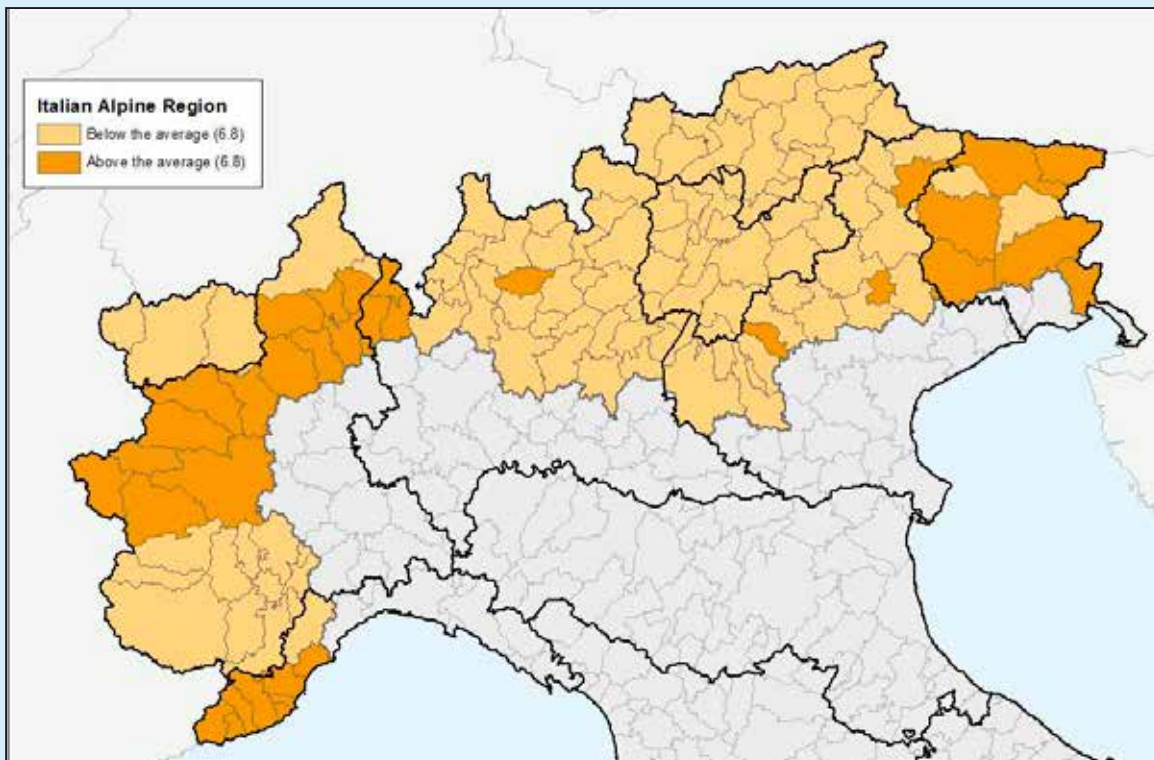 Italian Alpine Region
Below the average (6.8)
Above the average (6.8)